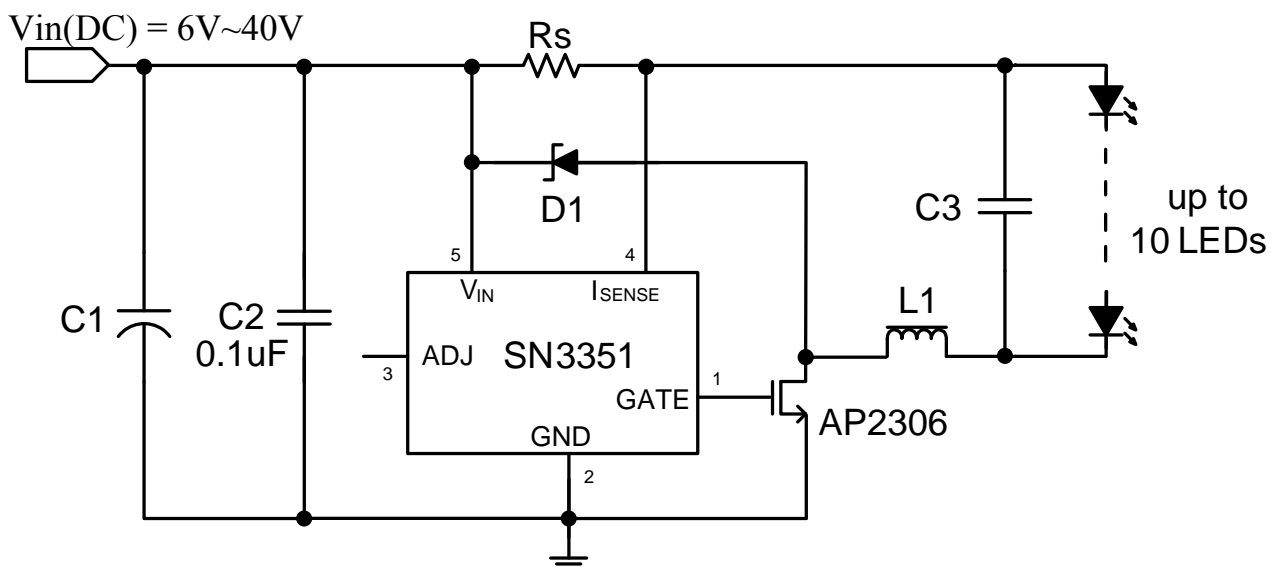 Vin(DC) = 6V~40V
Rs
D1
C3
up to
10 LEDs
5
4
VIN
ISENSE
C1
C2
0.1uF
L1
ADJ
SN3351
3
1
GATE
AP2306
GND
2